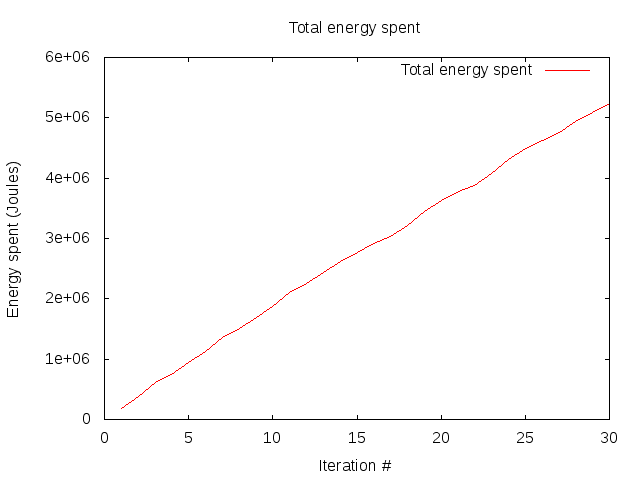 Total energy spent
6e+06
Total energy spent
5e+06
4e+06
3e+06
2e+06
1e+06
0
Energy spent (Joules)
0 5 10 15 20 25 30
Iteration #